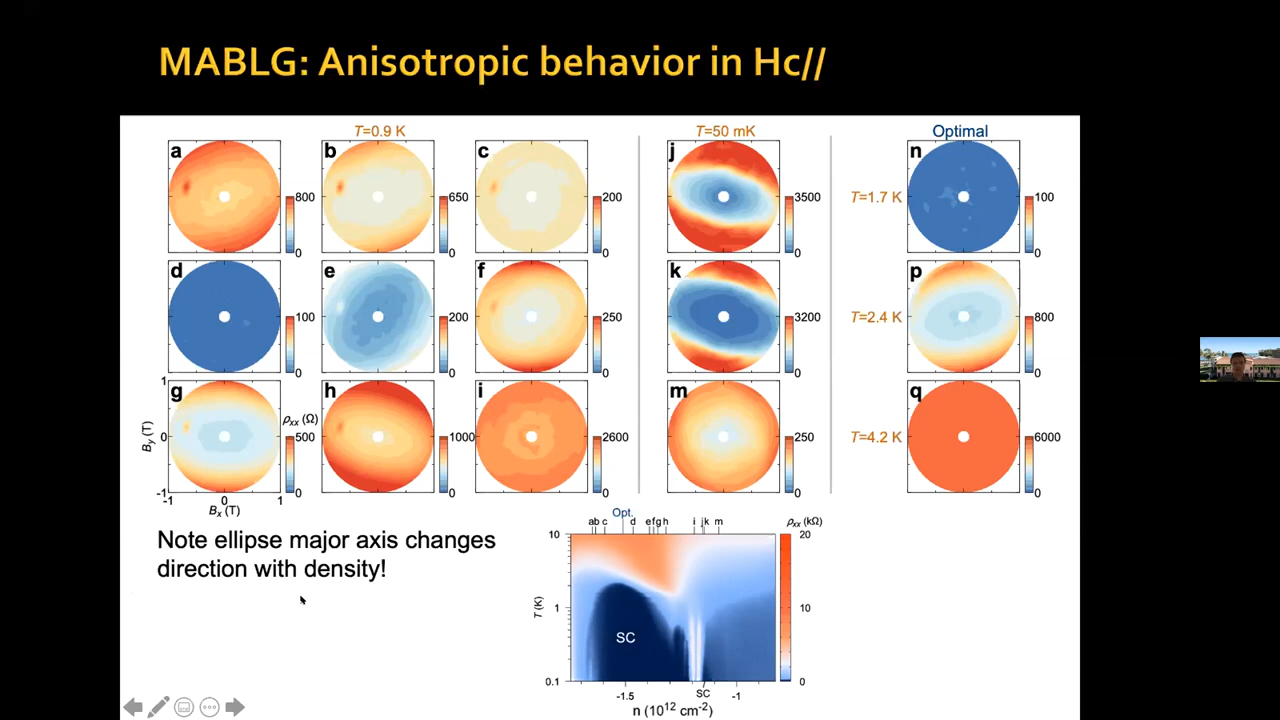 MABLG: Anisotropic behavior in Hc//
T=0.9 K
T=50 mK
Optimal
a
800
0
b
650
0
c
200
0
j
3500
0
T=1.7 K
n
100
0
d
100
0
e
200
0
f
250
0
k
3200
0
T=2.4 K
p
800
0
g
ρxx (Ω)
500
0
h
1000
0
i
2600
0
m
250
0
T=4.2 K
q
6000
0
By (T)
1
0
-1
-1
0
1
Bx (T)
Note ellipse major axis changes
direction with density!
Opt.
ab c d efgh i jk m
ρxx (kΩ)
10
1
0.1
T (K)
SC
20
10
0
-1.5
SC
-1
n (10¹² cm⁻²)